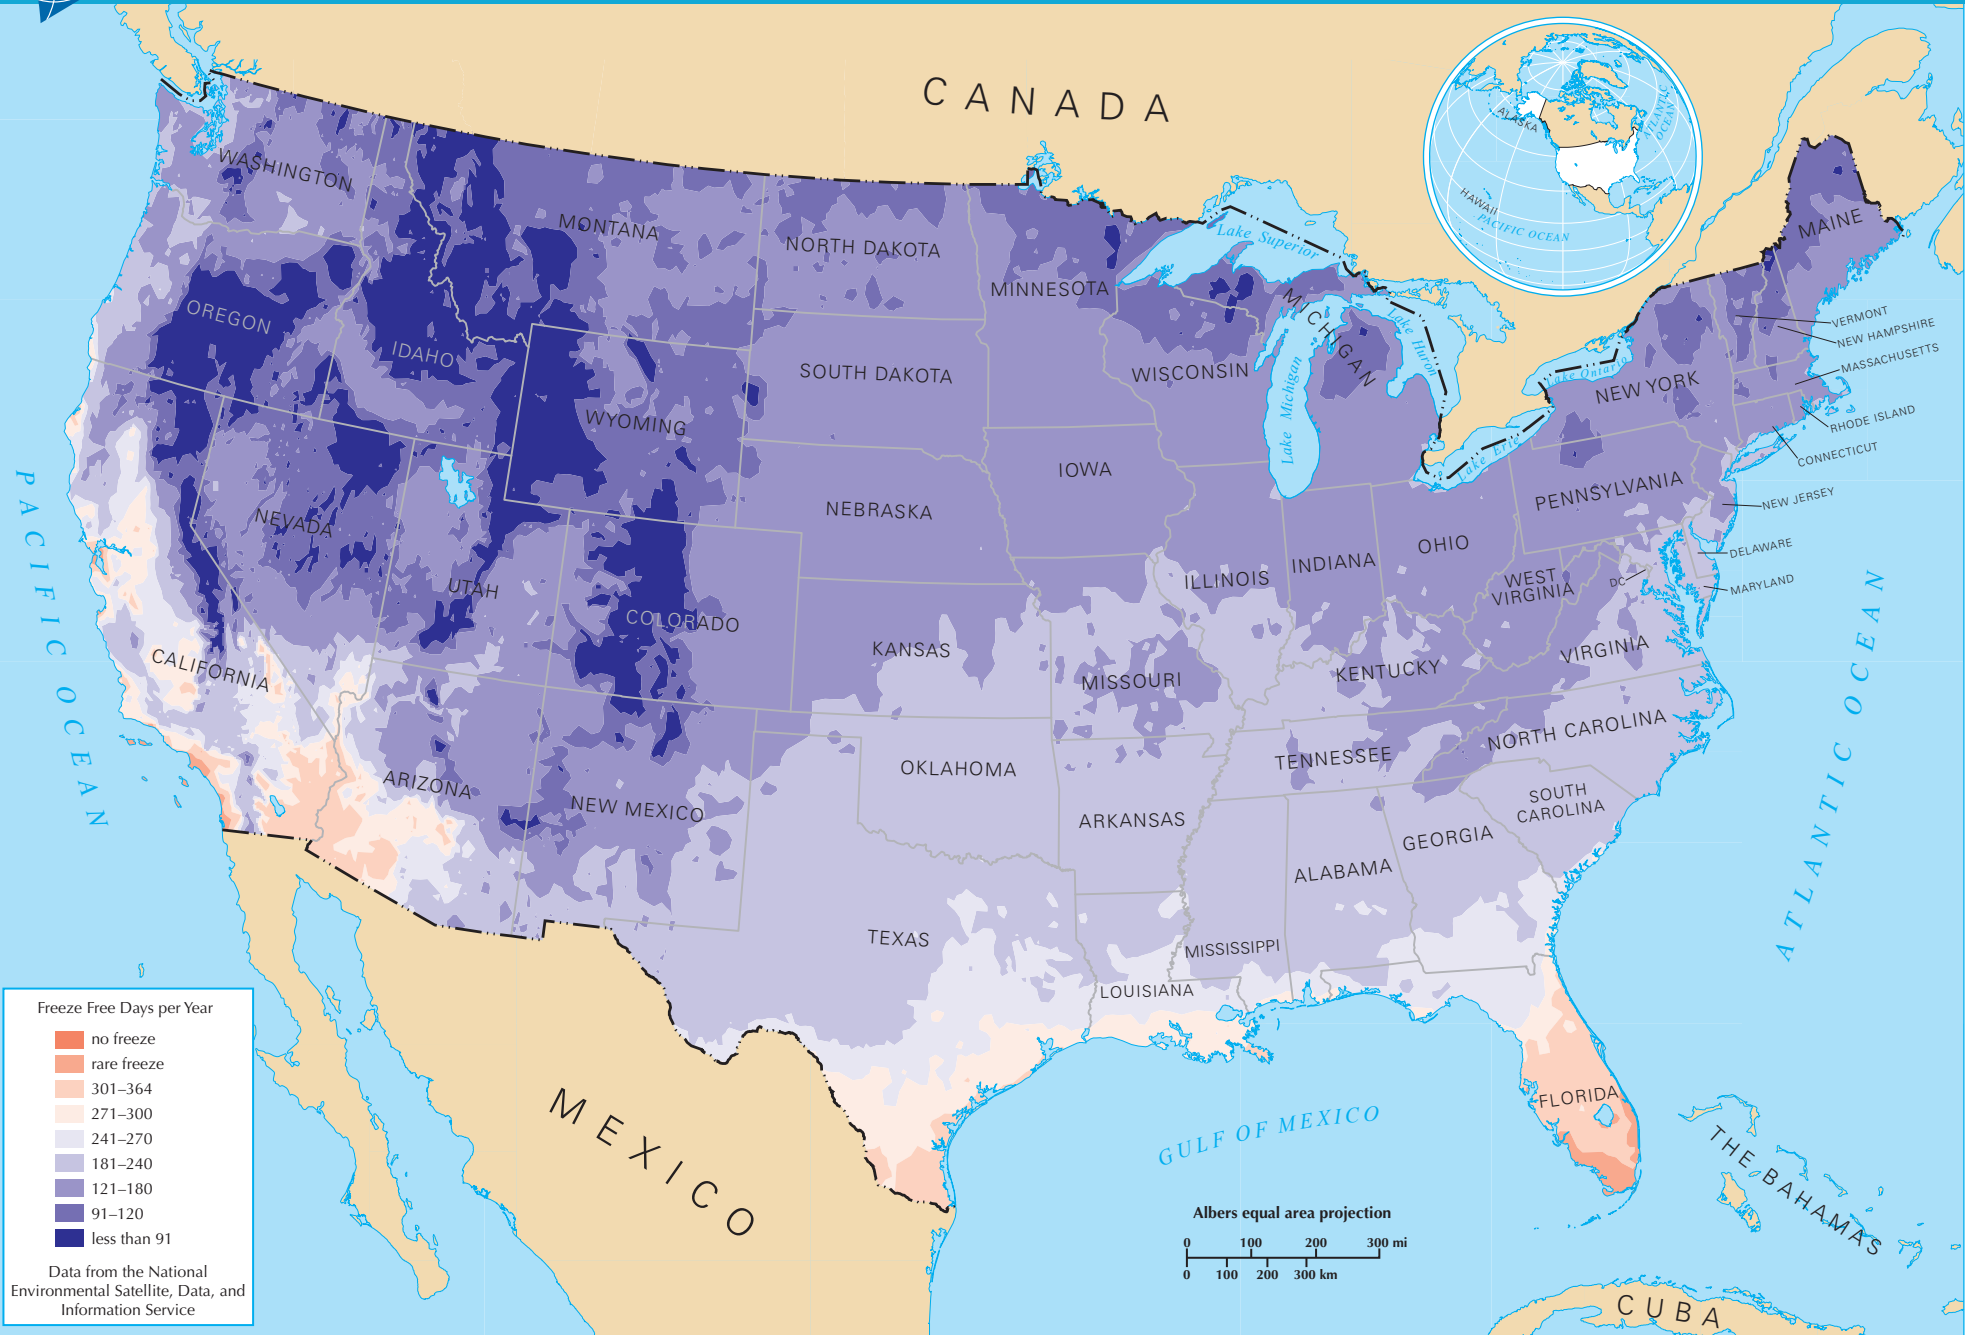 CANADA
ALASKA
ATLANTIC
OCEAN
HAWAII
PACIFIC OCEAN
WASHINGTON
MONTANA
NORTH DAKOTA
MINNESOTA
Lake Superior
MAINE
OREGON
IDAHO
WYOMING
SOUTH DAKOTA
WISCONSIN
MICHIGAN
Lake Michigan
Lake Huron
Lake Ontario
Lake Erie
NEW YORK
VERMONT
NEW HAMPSHIRE
MASSACHUSETTS
RHODE ISLAND
CONNECTICUT
NEW JERSEY
DELAWARE
MARYLAND
DC
PENNSYLVANIA
NEVADA
UTAH
COLORADO
NEBRASKA
IOWA
ILLINOIS
INDIANA
OHIO
WEST
VIRGINIA
VIRGINIA
CALIFORNIA
KANSAS
MISSOURI
KENTUCKY
ARIZONA
NEW MEXICO
OKLAHOMA
ARKANSAS
TENNESSEE
NORTH CAROLINA
SOUTH
CAROLINA
GEORGIA
ALABAMA
MISSISSIPPI
LOUISIANA
TEXAS
FLORIDA
PACIFIC OCEAN
ATLANTIC OCEAN
GULF OF MEXICO
MEXICO
THE BAHAMAS
CUBA
Freeze Free Days per Year
no freeze
rare freeze
301–364
271–300
241–270
181–240
121–180
91–120
less than 91
Data from the National
Environmental Satellite, Data, and
Information Service
Albers equal area projection
0 100 200 300 mi
0 100 200 300 km